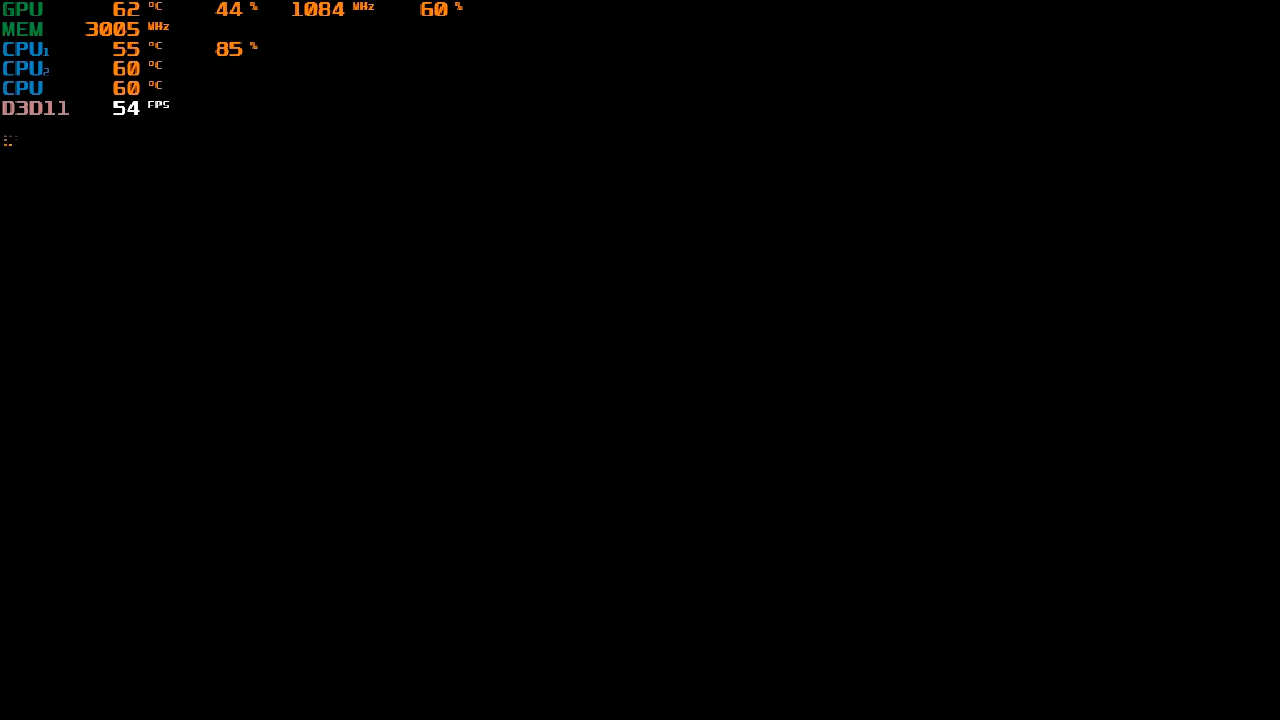 GPU 62 °C 44 % 1084 MHz 60 %
MEM 3005 MHz
CPU1 55 °C 85 %
CPU2 60 °C
CPU 60 °C
D3D11 54 FPS